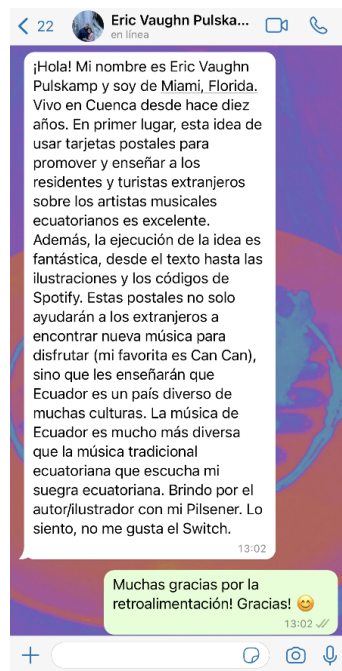 22
Eric Vaughn Pulska...
en línea
¡Hola! Mi nombre es Eric Vaughn
Pulskamp y soy de Miami, Florida.
Vivo en Cuenca desde hace diez
años. En primer lugar, esta idea de
usar tarjetas postales para
promover y enseñar a los
residentes y turistas extranjeros
sobre los artistas musicales
ecuatorianos es excelente.
Además, la ejecución de la idea es
fantástica, desde el texto hasta las
ilustraciones y los códigos de
Spotify. Estas postales no solo
ayudarán a los extranjeros a
encontrar nueva música para
disfrutar (mi favorita es Can Can),
sino que les enseñarán que
Ecuador es un país diverso de
muchas culturas. La música de
Ecuador es mucho más diversa
que la música tradicional
ecuatoriana que escucha mi
suegra ecuatoriana. Brindo por el
autor/ilustrador con mi Pilsener. Lo
siento, no me gusta el Switch.
13:02
Muchas gracias por la
retroalimentación! Gracias! 😊
13:02